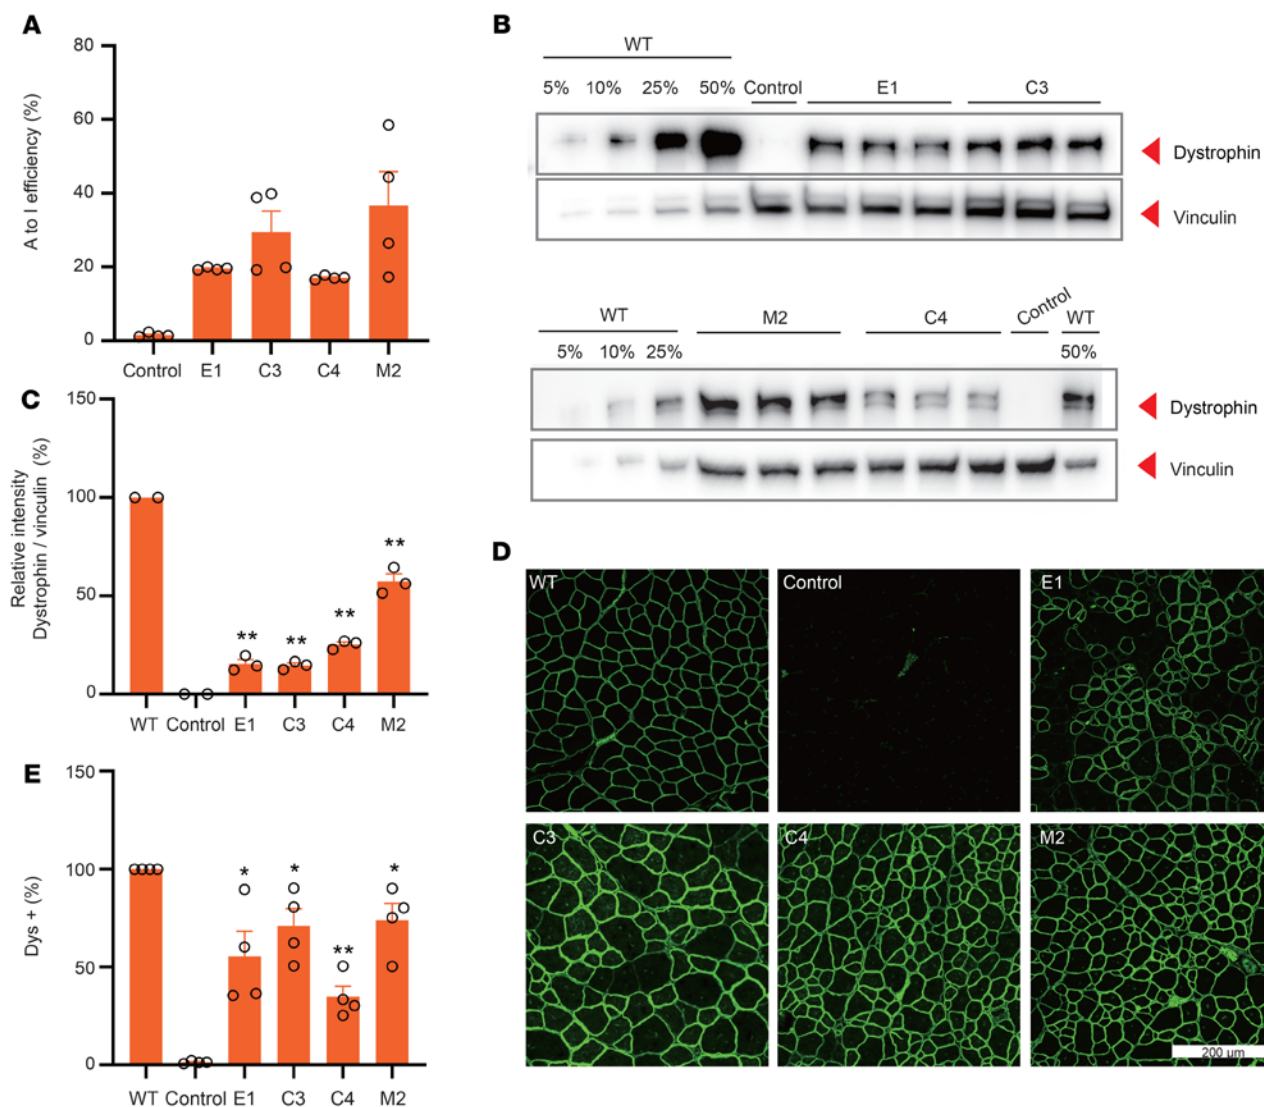 A
A to I efficiency (%)
80
60
40
20
0
Control E1 C3 C4 M2
B
WT
5% 10% 25% 50% Control E1 C3
Dystrophin
Vinculin
WT M2 C4 Control WT
5% 10% 25% 50%
Dystrophin
Vinculin
C
Relative intensity
Dystrophin / vinculin (%)
150
100
50
0
** ** ** **
WT Control E1 C3 C4 M2
D
WT Control E1
C3 C4 M2
200 µm
E
Dys + (%)
150
100
50
0
* * ** *
WT Control E1 C3 C4 M2